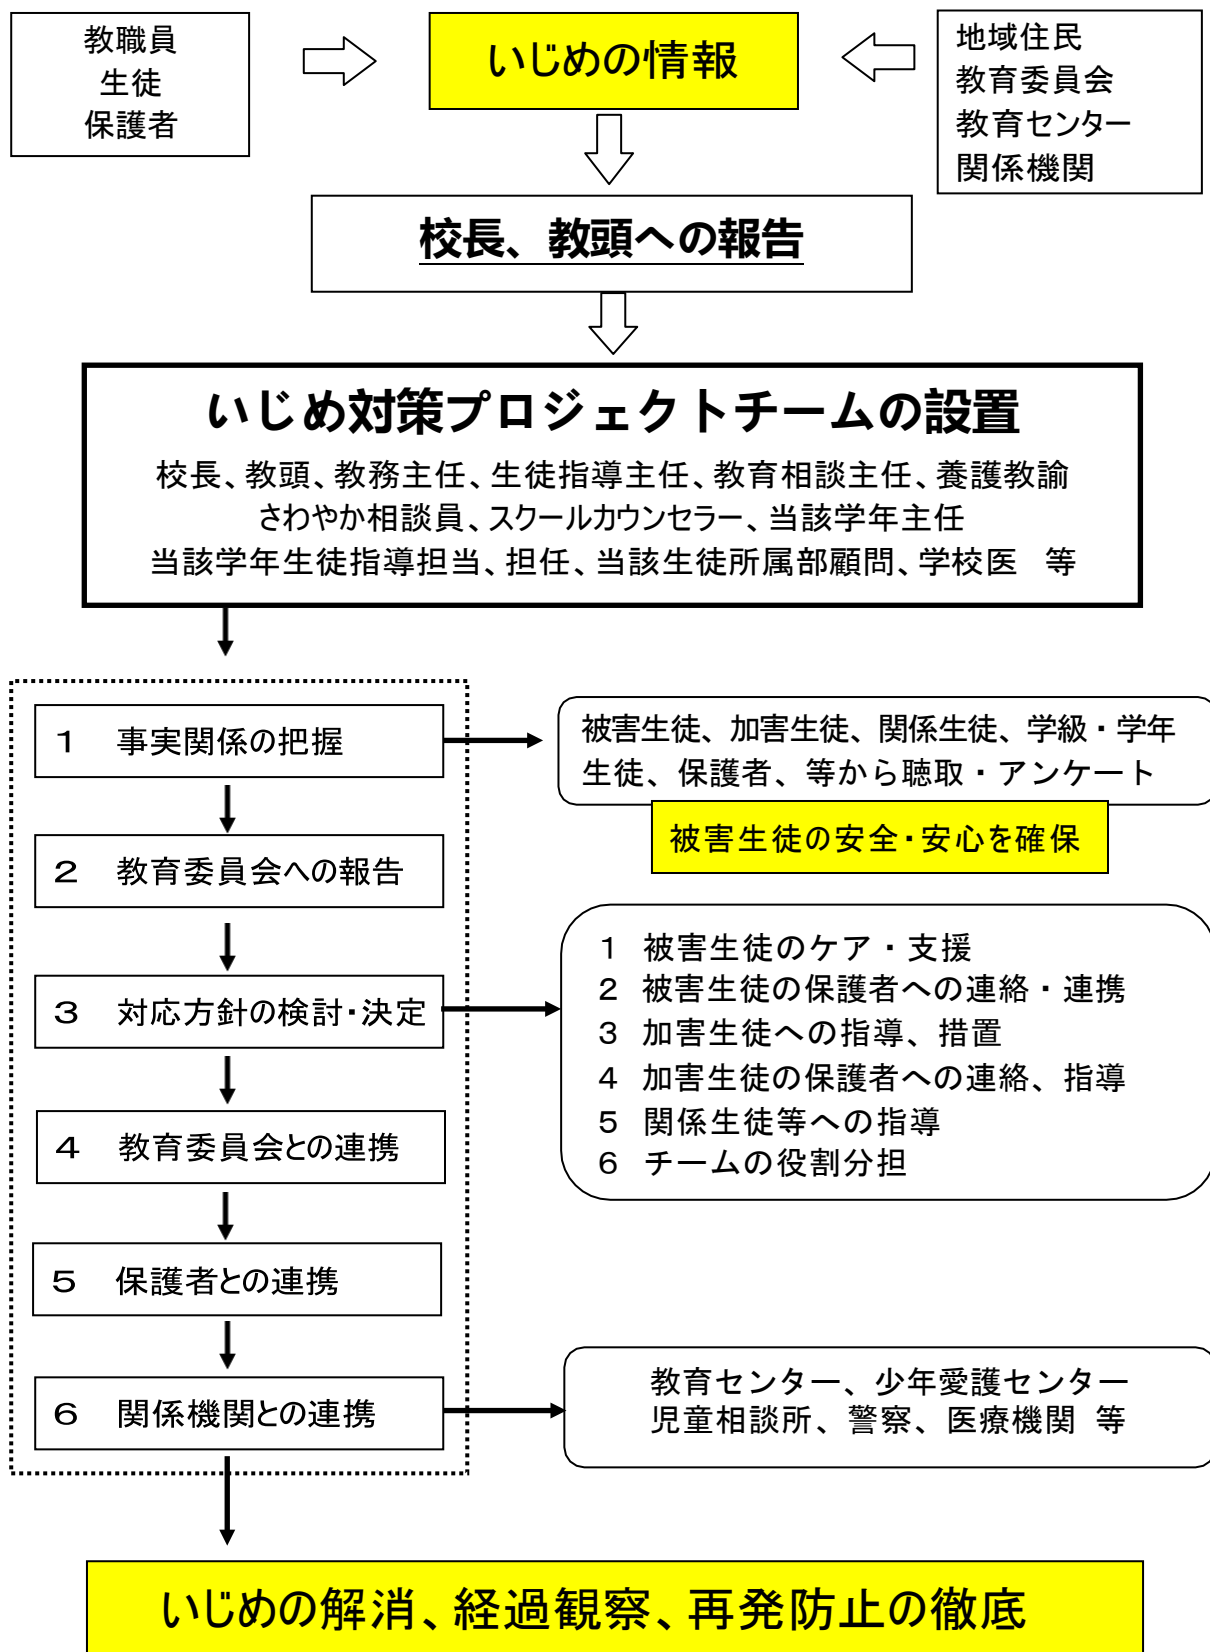 教職員
生徒
保護者
いじめの情報
地域住民
教育委員会
教育センター
関係機関
校長、教頭への報告
いじめ対策プロジェクトチームの設置
校長、教頭、教務主任、生徒指導主任、教育相談主任、養護教諭
さわやか相談員、スクールカウンセラー、当該学年主任
当該学年生徒指導担当、担任、当該生徒所属部顧問、学校医　等
１　事実関係の把握
被害生徒、加害生徒、関係生徒、学級・学年
生徒、保護者、等から聴取・アンケート
被害生徒の安全・安心を確保
２　教育委員会への報告
３　対応方針の検討・決定
１　被害生徒のケア・支援
２　被害生徒の保護者への連絡・連携
３　加害生徒への指導、措置
４　加害生徒の保護者への連絡、指導
５　関係生徒等への指導
６　チームの役割分担
４　教育委員会との連携
５　保護者との連携
６　関係機関との連携
教育センター、少年愛護センター
児童相談所、警察、医療機関　等
いじめの解消、経過観察、再発防止の徹底